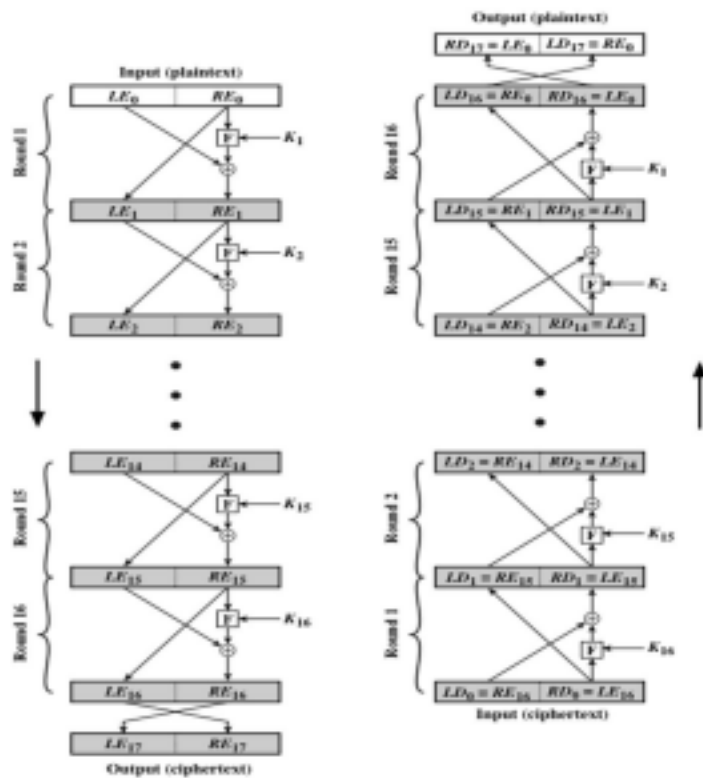 Input (plaintext)
LE₀ RE₀
Round 1
F
K₁
LE₁ RE₁
Round 2
F
K₂
LE₂ RE₂
LE₁₄ RE₁₄
Round 15
F
K₁₅
LE₁₅ RE₁₅
Round 16
F
K₁₆
LE₁₆ RE₁₆
LE₁₇ RE₁₇
Output (ciphertext)
Output (plaintext)
RD₁₇ = LE₀ LD₁₇ = RE₀
LD₁₆ = RE₀ RD₁₆ = LE₀
Round 16
F
K₁
LD₁₅ = RE₁ RD₁₅ = LE₁
Round 15
F
K₂
LD₁₄ = RE₂ RD₁₄ = LE₂
LD₂ = RE₁₄ RD₂ = LE₁₄
Round 2
F
K₁₅
LD₁ = RE₁₅ RD₁ = LE₁₅
Round 1
F
K₁₆
LD₀ = RE₁₆ RD₀ = LE₁₆
Input (ciphertext)